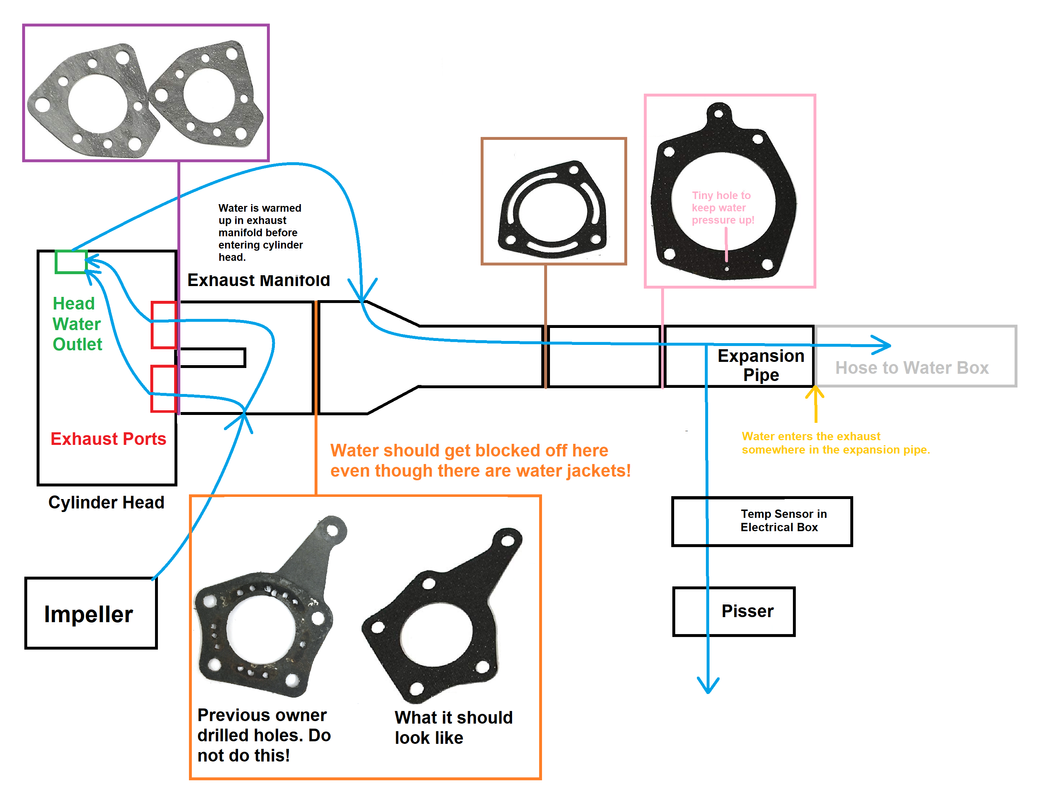 Water is warmed
up in exhaust
manifold before
entering cylinder
head.
Exhaust Manifold
Tiny hole to
keep water
pressure up!
Head
Water
Outlet
Exhaust Ports
Cylinder Head
Expansion
Pipe
Hose to Water Box
Water enters the exhaust
somewhere in the expansion pipe.
Water should get blocked off here
even though there are water jackets!
Temp Sensor in
Electrical Box
Impeller
Pisser
Previous owner
drilled holes. Do
not do this!
What it should
look like